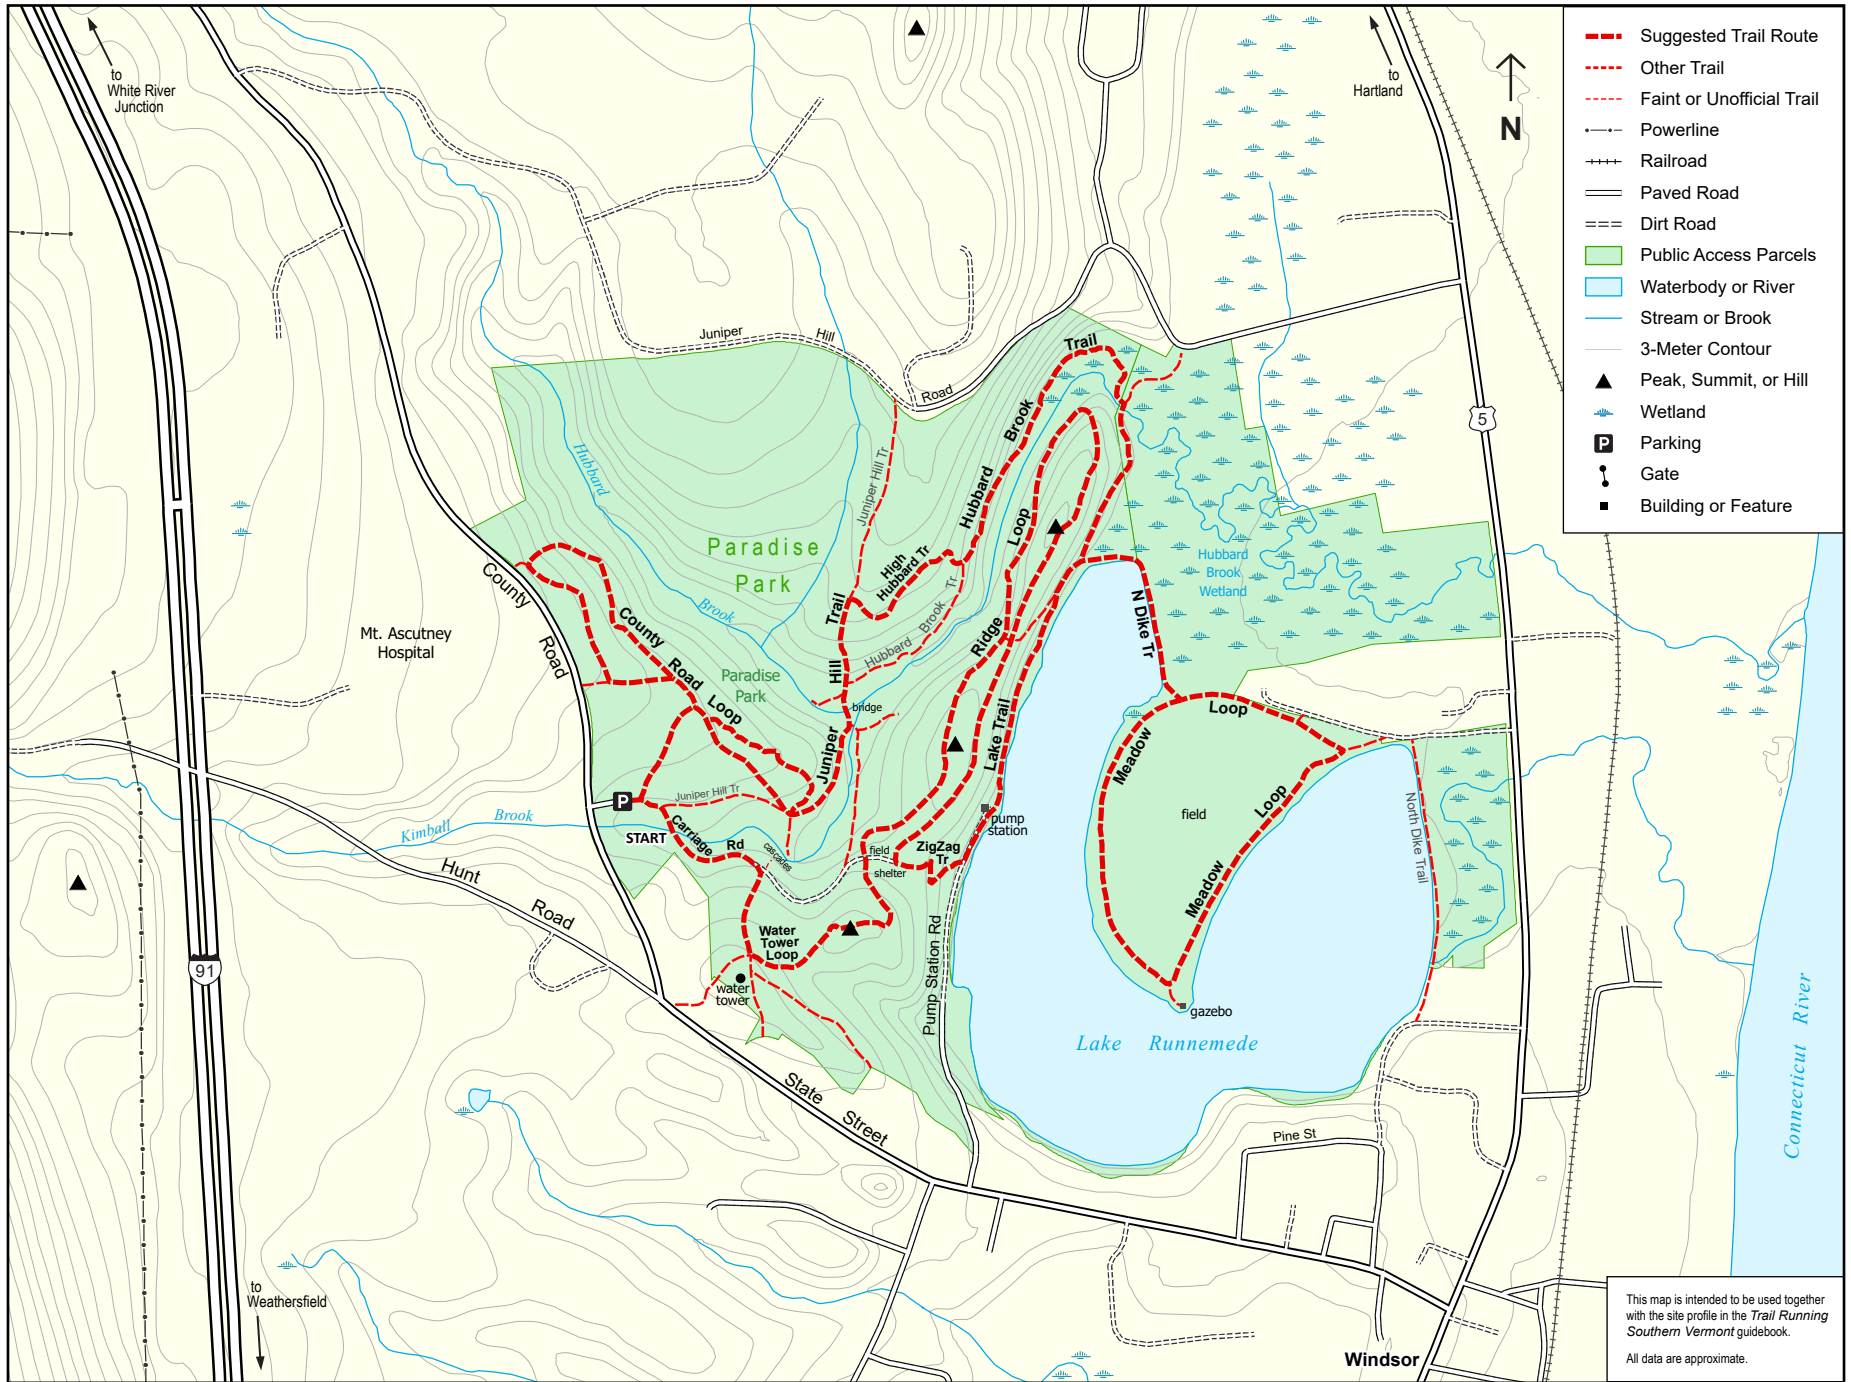 to
White River
Junction
to
Hartland
N
Suggested Trail Route
Other Trail
Faint or Unofficial Trail
Powerline
Railroad
Paved Road
Dirt Road
Public Access Parcels
Waterbody or River
Stream or Brook
3-Meter Contour
Peak, Summit, or Hill
Wetland
P Parking
Gate
Building or Feature
Juniper Hill Road
Hubbard Brook Trail
5
Hubbard Brook
Juniper Hill Tr
Paradise
Park
High
Hubbard Tr
Ridge Loop
Hubbard
Brook
Wetland
County Road
Mt. Ascutney
Hospital
County Road Loop
Paradise
Park
Hubbard Brook Tr
Juniper Hill Trail
bridge
N Dike Tr
Lake Trail
Meadow Loop
Meadow Loop
field
North Dike Trail
Juniper Hill Tr
P
START
Carriage Rd
cascades
field
shelter
ZigZag
Tr
pump
station
Kimball Brook
Hunt Road
Water
Tower
Loop
water
tower
Pump Station Rd
gazebo
Lake Runnemede
91
Connecticut River
State Street
Pine St
to
Weathersfield
Windsor
This map is intended to be used together
with the site profile in the Trail Running
Southern Vermont guidebook.
All data are approximate.